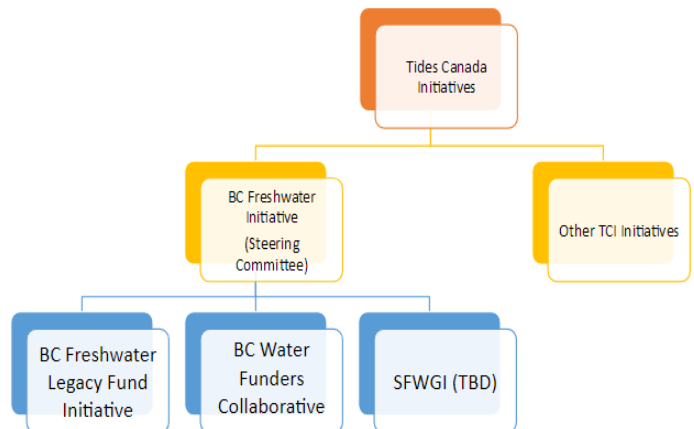 Tides Canada
Initiatives
BC Freshwater
Initiative
(Steering
Committee)
Other TCI Initiatives
BC Freshwater
Legacy Fund
Initiative
BC Water
Funders
Collaborative
SFWGI (TBD)